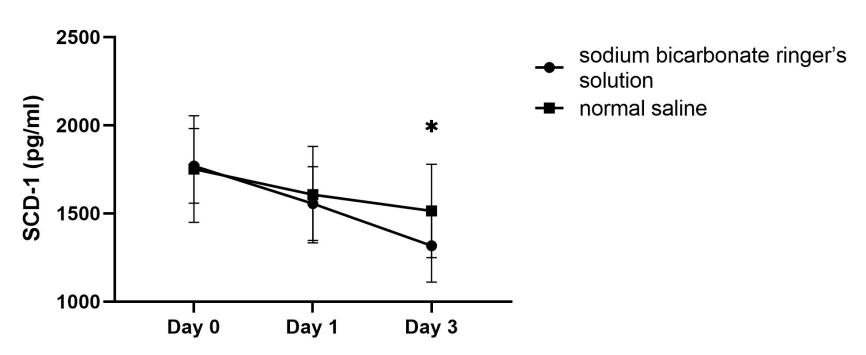 2500
2000
1500
1000
SCD-1 (pg/ml)
*
Day 0
Day 1
Day 3
sodium bicarbonate ringer's
solution
normal saline